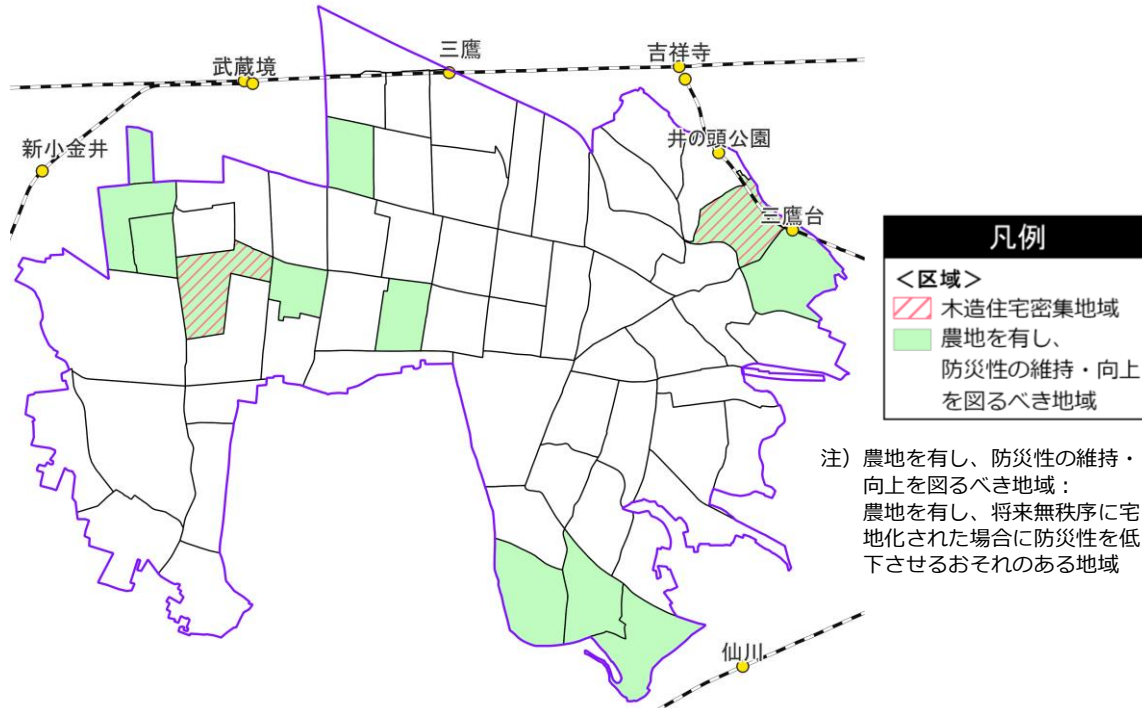 三鷹
吉祥寺
武蔵境
井の頭公園
新小金井
三鷹台
凡例
＜区域＞
木造住宅密集地域
農地を有し、
防災性の維持・向上
を図るべき地域
注）農地を有し、防災性の維持・
向上を図るべき地域：
農地を有し、将来無秩序に宅
地化された場合に防災性を低
下させるおそれのある地域
仙川